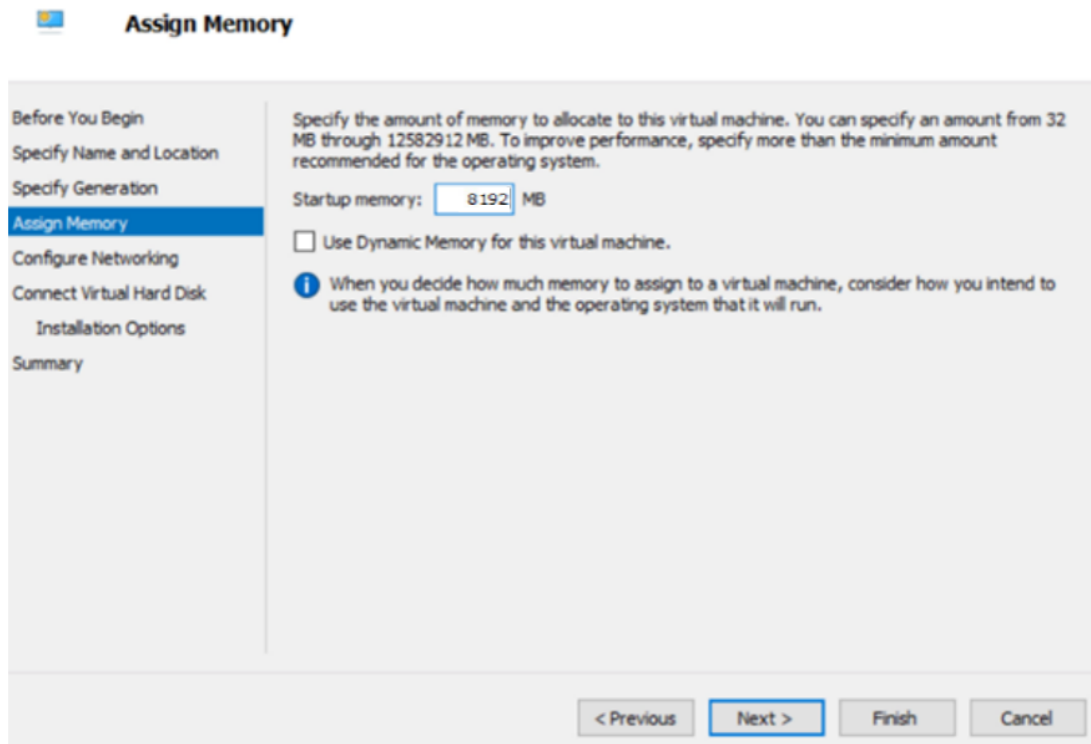 Assign Memory
Before You Begin
Specify Name and Location
Specify Generation
Assign Memory
Configure Networking
Connect Virtual Hard Disk
Installation Options
Summary
Specify the amount of memory to allocate to this virtual machine. You can specify an amount from 32
MB through 12582912 MB. To improve performance, specify more than the minimum amount
recommended for the operating system.
Startup memory: 8192 MB
Use Dynamic Memory for this virtual machine.
When you decide how much memory to assign to a virtual machine, consider how you intend to
use the virtual machine and the operating system that it will run.
< Previous Next > Finish Cancel